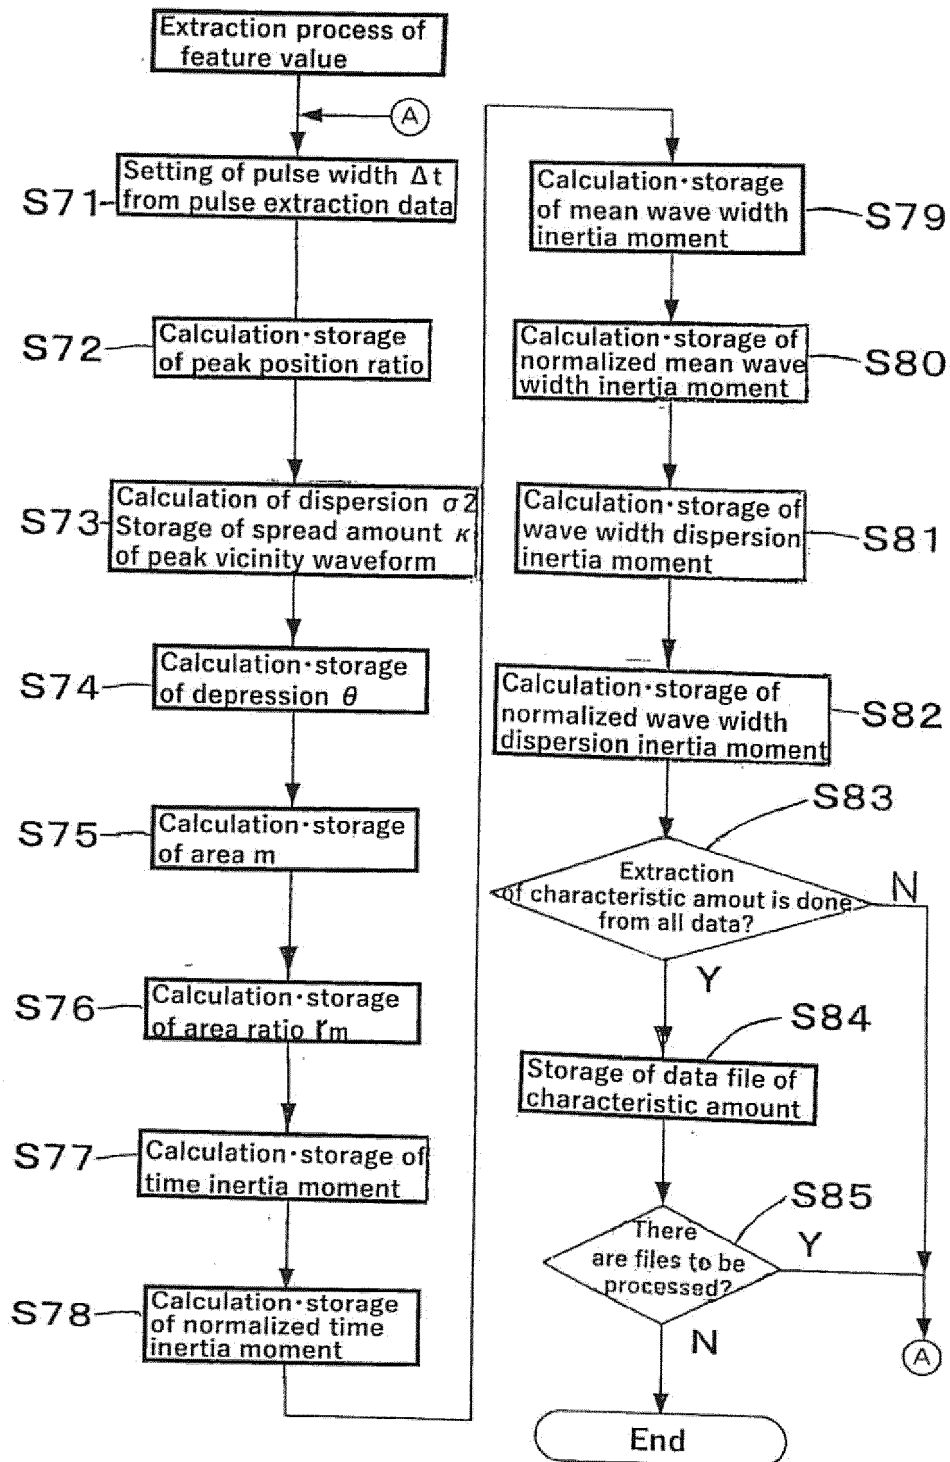 Extraction process of
feature value
A
S71
Setting of pulse width Δt
from pulse extraction data
S72
Calculation·storage
of peak position ratio
S73
Calculation of dispersion σ2
Storage of spread amount κ
of peak vicinity waveform
S74
Calculation·storage
of depression θ
S75
Calculation·storage
of area m
S76
Calculation·storage
of area ratio rm
S77
Calculation·storage of
time inertia moment
S78
Calculation·storage
of normalized time
inertia moment
Calculation·storage
of mean wave width
inertia moment
S79
Calculation·storage of
normalized mean wave
width inertia moment
S80
Calculation·storage of
wave width dispersion
inertia moment
S81
Calculation·storage of
normalized wave width
dispersion inertia moment
S82
S83
Extraction
of characteristic amout is done
from all data?
N
Y
S84
Storage of data file of
characteristic amount
S85
There
are files to be
processed?
Y
N
A
End